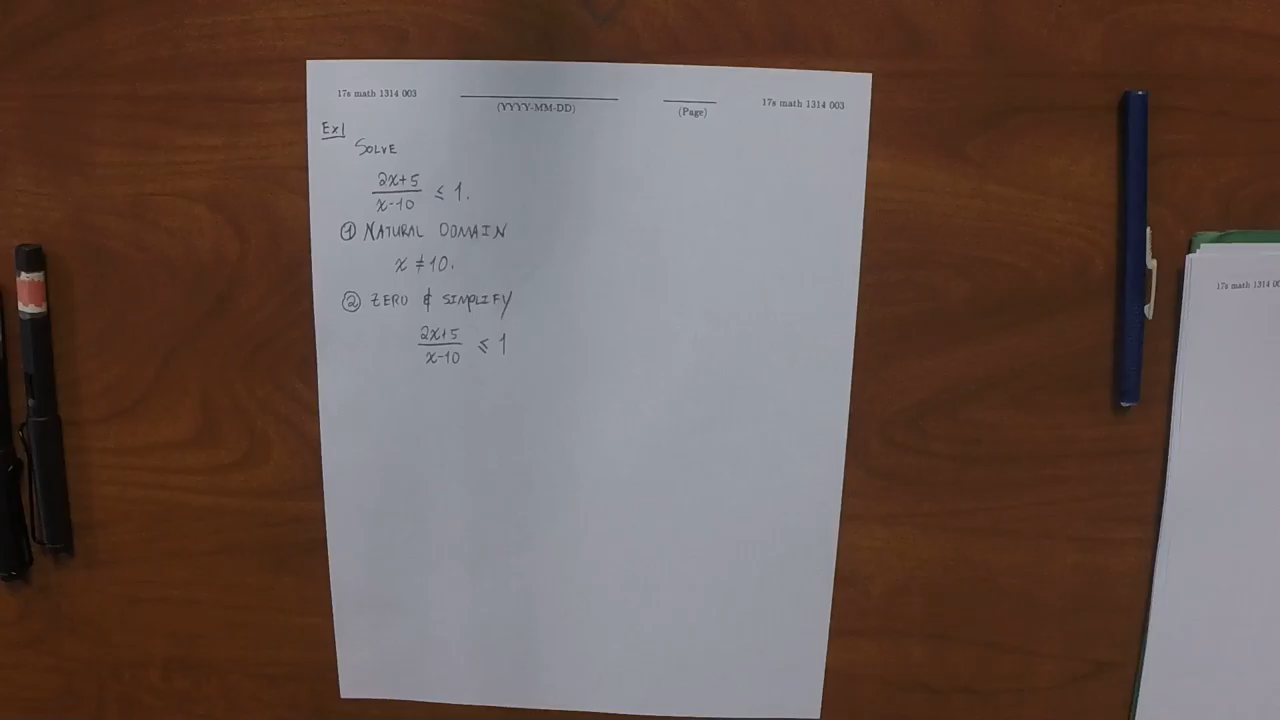 17s math 1314 003
(YYYY-MM-DD)
(Page)
17s math 1314 003
Ex1
SOLVE
2x+5
x-10 ≤ 1.
① NATURAL DOMAIN
x ≠ 10.
② ZERO & SIMPLIFY
2x+5
x-10 ≤ 1
17s math 1314 00